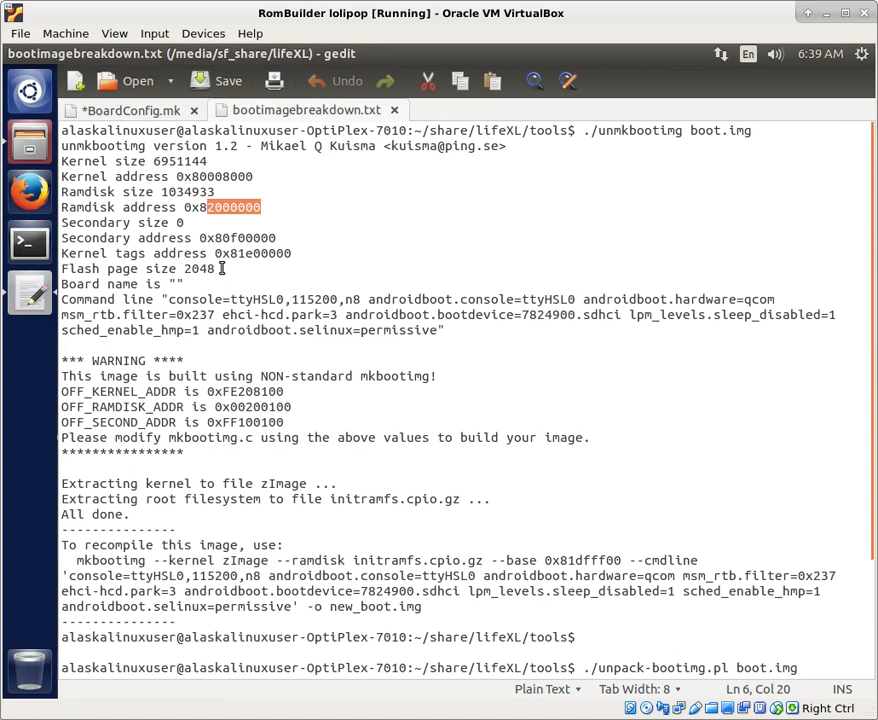 RomBuilder lolipop [Running] - Oracle VM VirtualBox
File Machine View Input Devices Help
bootimagebreakdown.txt (/media/sf_share/lifeXL) - gedit
En
6:39 AM
Open
Save
Undo
*BoardConfig.mk
bootimagebreakdown.txt
alaskalinuxuser@alaskalinuxuser-OptiPlex-7010:~/share/lifeXL/tools$ ./unmkbootimg boot.img
unmkbootimg version 1.2 - Mikael Q Kuisma <kuisma@ping.se>
Kernel size 6951144
Kernel address 0x80008000
Ramdisk size 1034933
Ramdisk address 0x82000000
Secondary size 0
Secondary address 0x80f00000
Kernel tags address 0x81e00000
Flash page size 2048
Board name is ""
Command line "console=ttyHSL0,115200,n8 androidboot.console=ttyHSL0 androidboot.hardware=qcom
msm_rtb.filter=0x237 ehci-hcd.park=3 androidboot.bootdevice=7824900.sdhci lpm_levels.sleep_disabled=1
sched_enable_hmp=1 androidboot.selinux=permissive"
*** WARNING ****
This image is built using NON-standard mkbootimg!
OFF_KERNEL_ADDR is 0xFE208100
OFF_RAMDISK_ADDR is 0x00200100
OFF_SECOND_ADDR is 0xFF100100
Please modify mkbootimg.c using the above values to build your image.
****************
Extracting kernel to file zImage ...
Extracting root filesystem to file initramfs.cpio.gz ...
All done.
---------------
To recompile this image, use:
mkbootimg --kernel zImage --ramdisk initramfs.cpio.gz --base 0x81dfff00 --cmdline
'console=ttyHSL0,115200,n8 androidboot.console=ttyHSL0 androidboot.hardware=qcom msm_rtb.filter=0x237
ehci-hcd.park=3 androidboot.bootdevice=7824900.sdhci lpm_levels.sleep_disabled=1 sched_enable_hmp=1
androidboot.selinux=permissive' -o new_boot.img
---------------
alaskalinuxuser@alaskalinuxuser-OptiPlex-7010:~/share/lifeXL/tools$
alaskalinuxuser@alaskalinuxuser-OptiPlex-7010:~/share/lifeXL/tools$ ./unpack-bootimg.pl boot.img
Plain Text Tab Width: 8 Ln 6, Col 20 INS
Right Ctrl